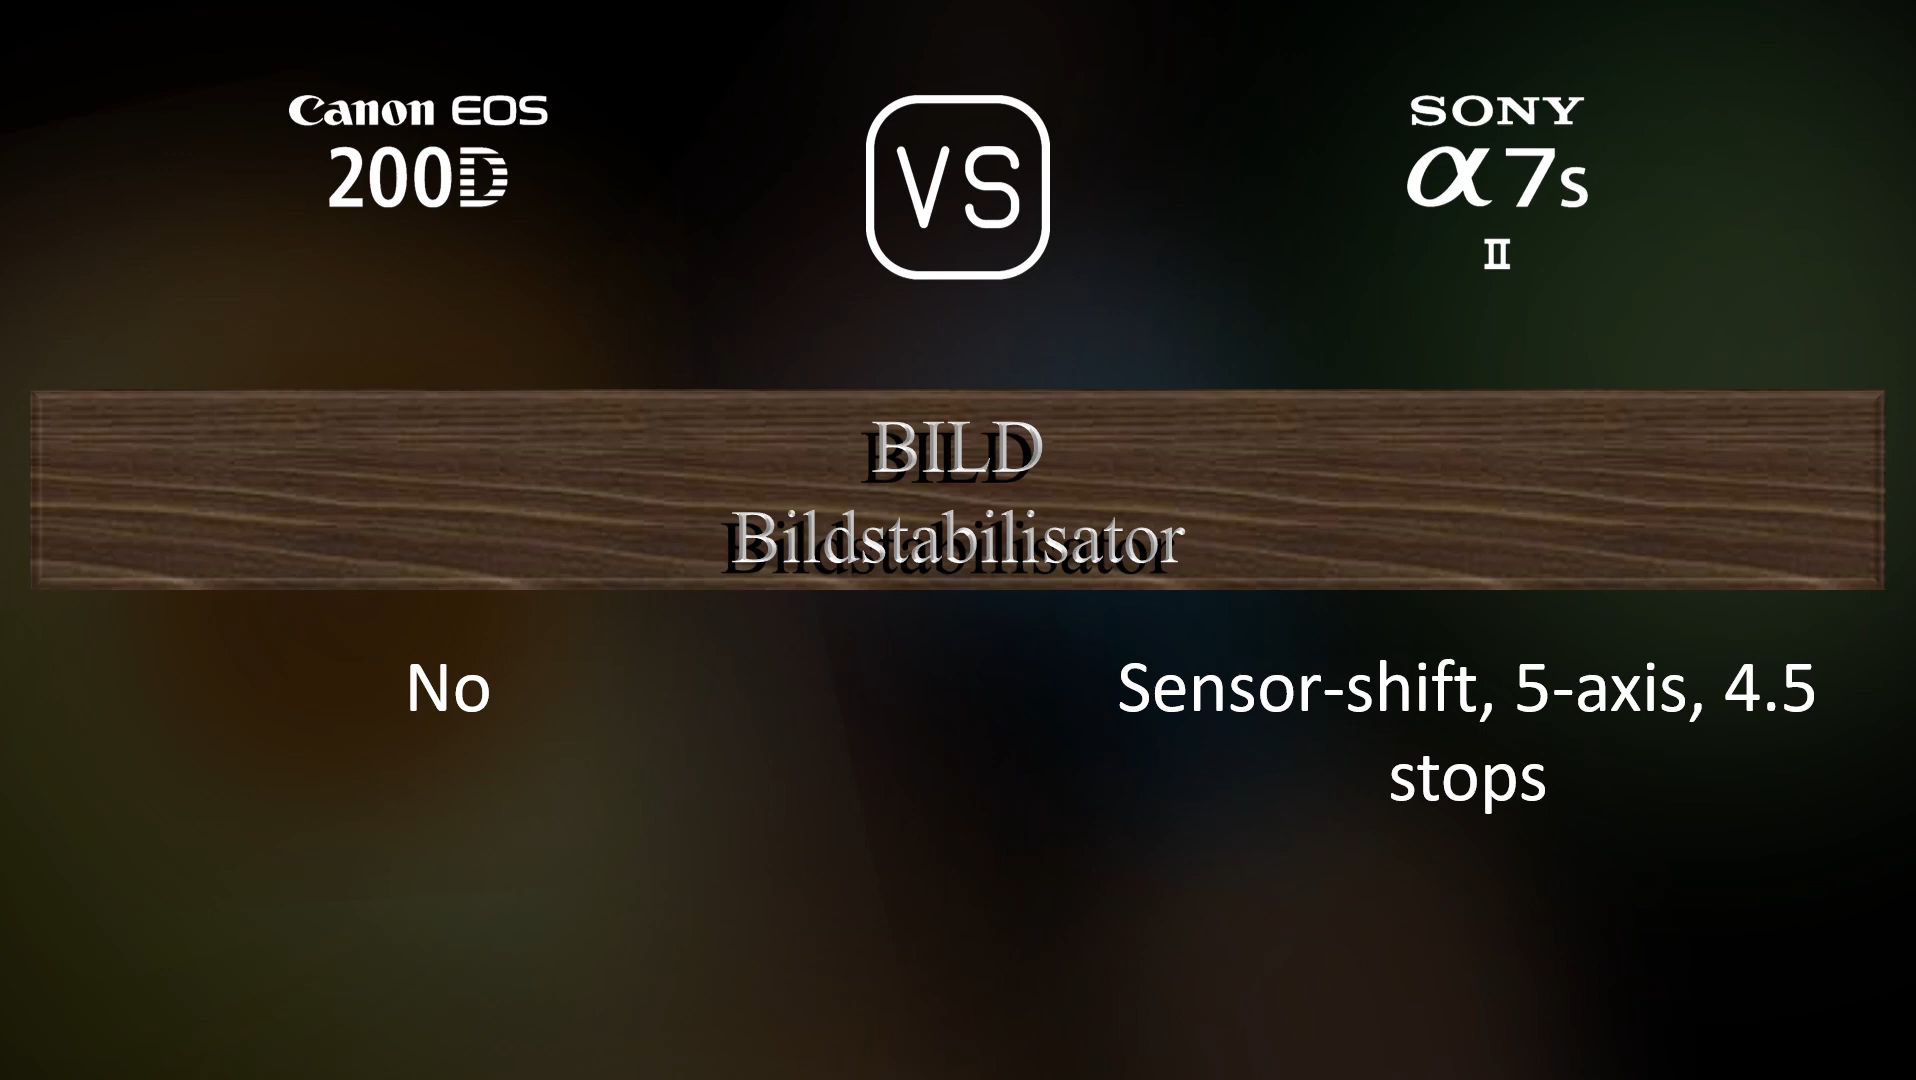 Canon EOS
200D
VS
SONY
α7s
II
BILD
Bildstabilisator
No
Sensor-shift, 5-axis, 4.5
stops